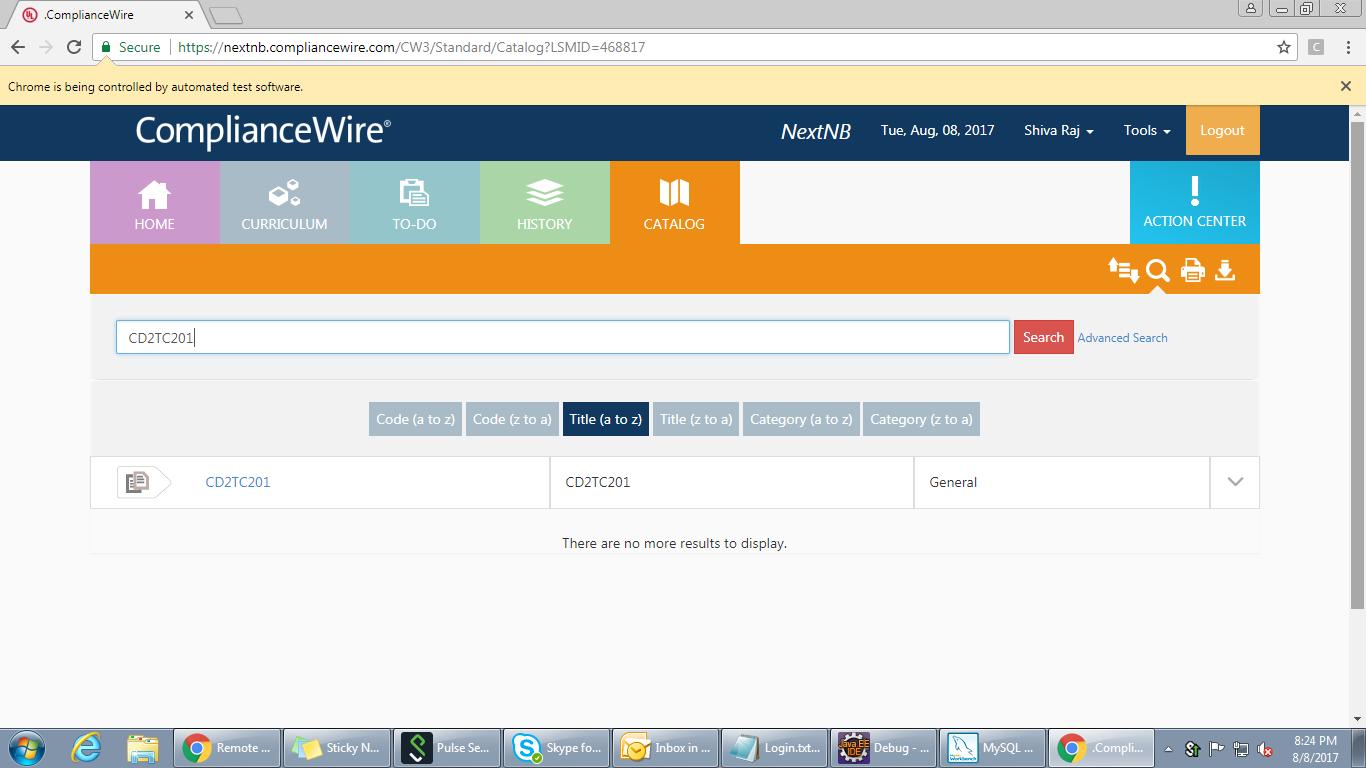 .ComplianceWire
Secure https://nextnb.compliancewire.com/CW3/Standard/Catalog?LSMID=468817
Chrome is being controlled by automated test software.
ComplianceWire® NextNB Tue, Aug, 08, 2017 Shiva Raj Tools Logout
HOME CURRICULUM TO-DO HISTORY CATALOG ACTION CENTER
CD2TC201 Search Advanced Search
Code (a to z) Code (z to a) Title (a to z) Title (z to a) Category (a to z) Category (z to a)
CD2TC201 CD2TC201 General
There are no more results to display.
Remote ... Sticky N... Pulse Se... Skype fo... Inbox in ... Login.txt... Debug - ... MySQL ... .Compli... 8:24 PM
8/8/2017